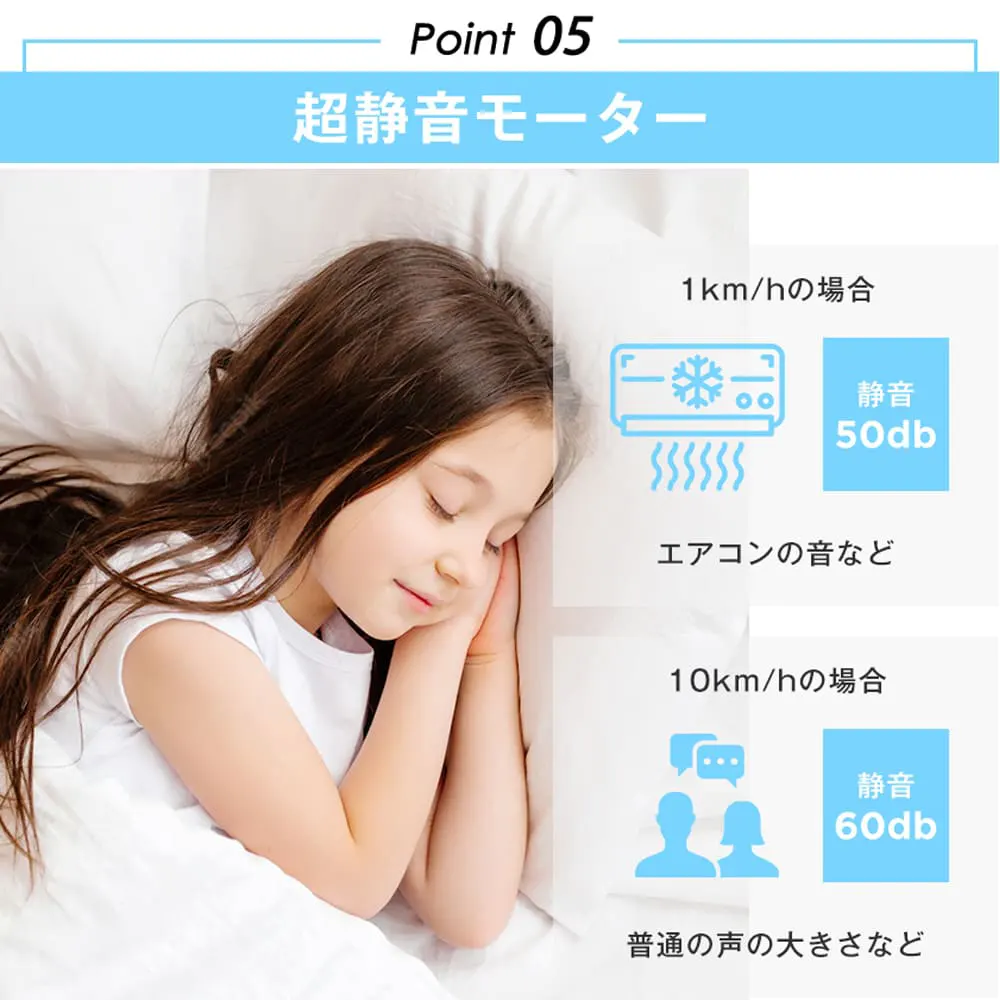 Point 05
超静音モーター
1km/hの場合
静音
50db
エアコンの音など
10km/hの場合
静音
60db
普通の声の大きさなど